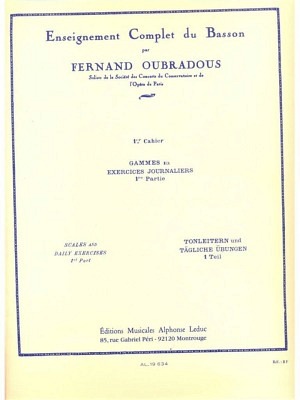 Enseignement Complet du Basson
par
FERNAND OUBRADOUS
Soliste de la Société des Concerts du Conservatoire et de
l'Opéra de Paris
1er Cahier
GAMMES et
EXERCICES JOURNALIERS
1re Partie
SCALES AND
DAILY EXERCISES
1st Part
TONLEITERN und
TÄGLICHE ÜBUNGEN
1 Teil
Éditions Musicales Alphonse Leduc
85, rue Gabriel Péri - 92120 Montrouge
AL. 19 634